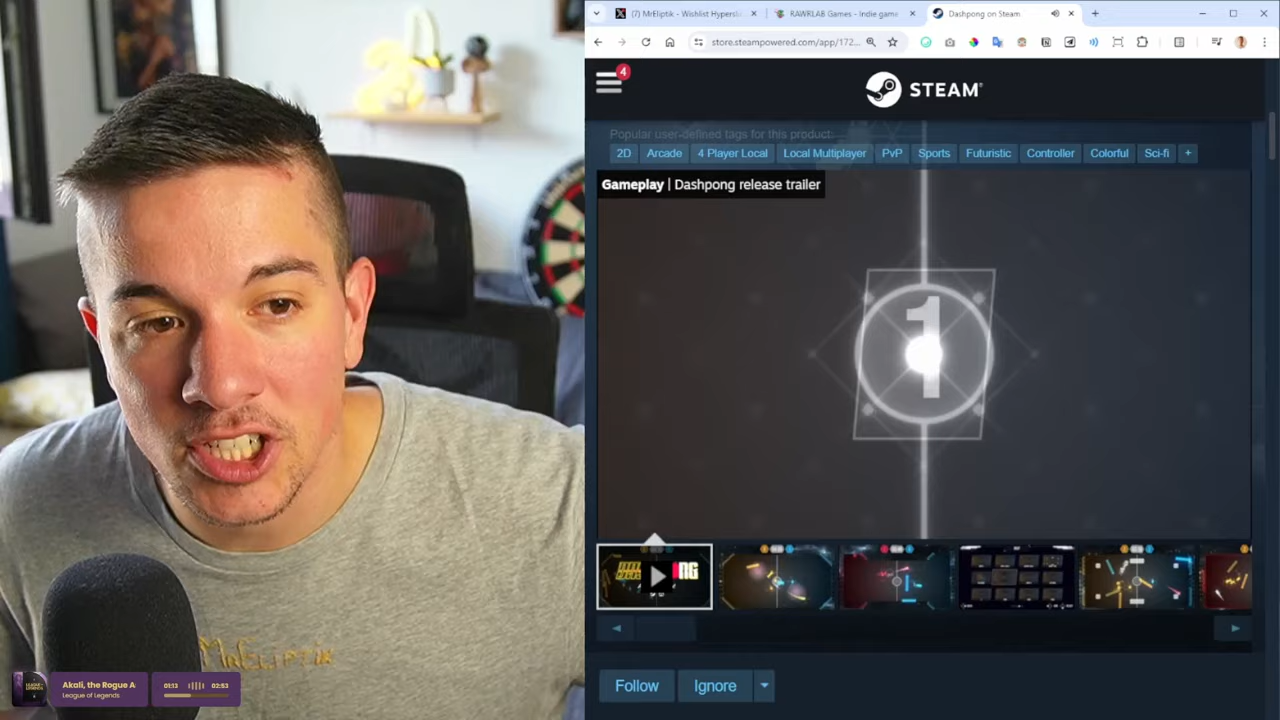 (7) MrEliptik - Wishlist Hypersl
RAWRLAB Games - Indie game
Dashpong on Steam
store.steampowered.com/app/172...
4
STEAM®
Popular user-defined tags for this product:
2D
Arcade
4 Player Local
Local Multiplayer
PvP
Sports
Futuristic
Controller
Colorful
Sci-fi
+
Gameplay | Dashpong release trailer
1
NG
Follow
Ignore
MrEliptik
Akali, the Rogue A
League of Legends
01:13
02:53